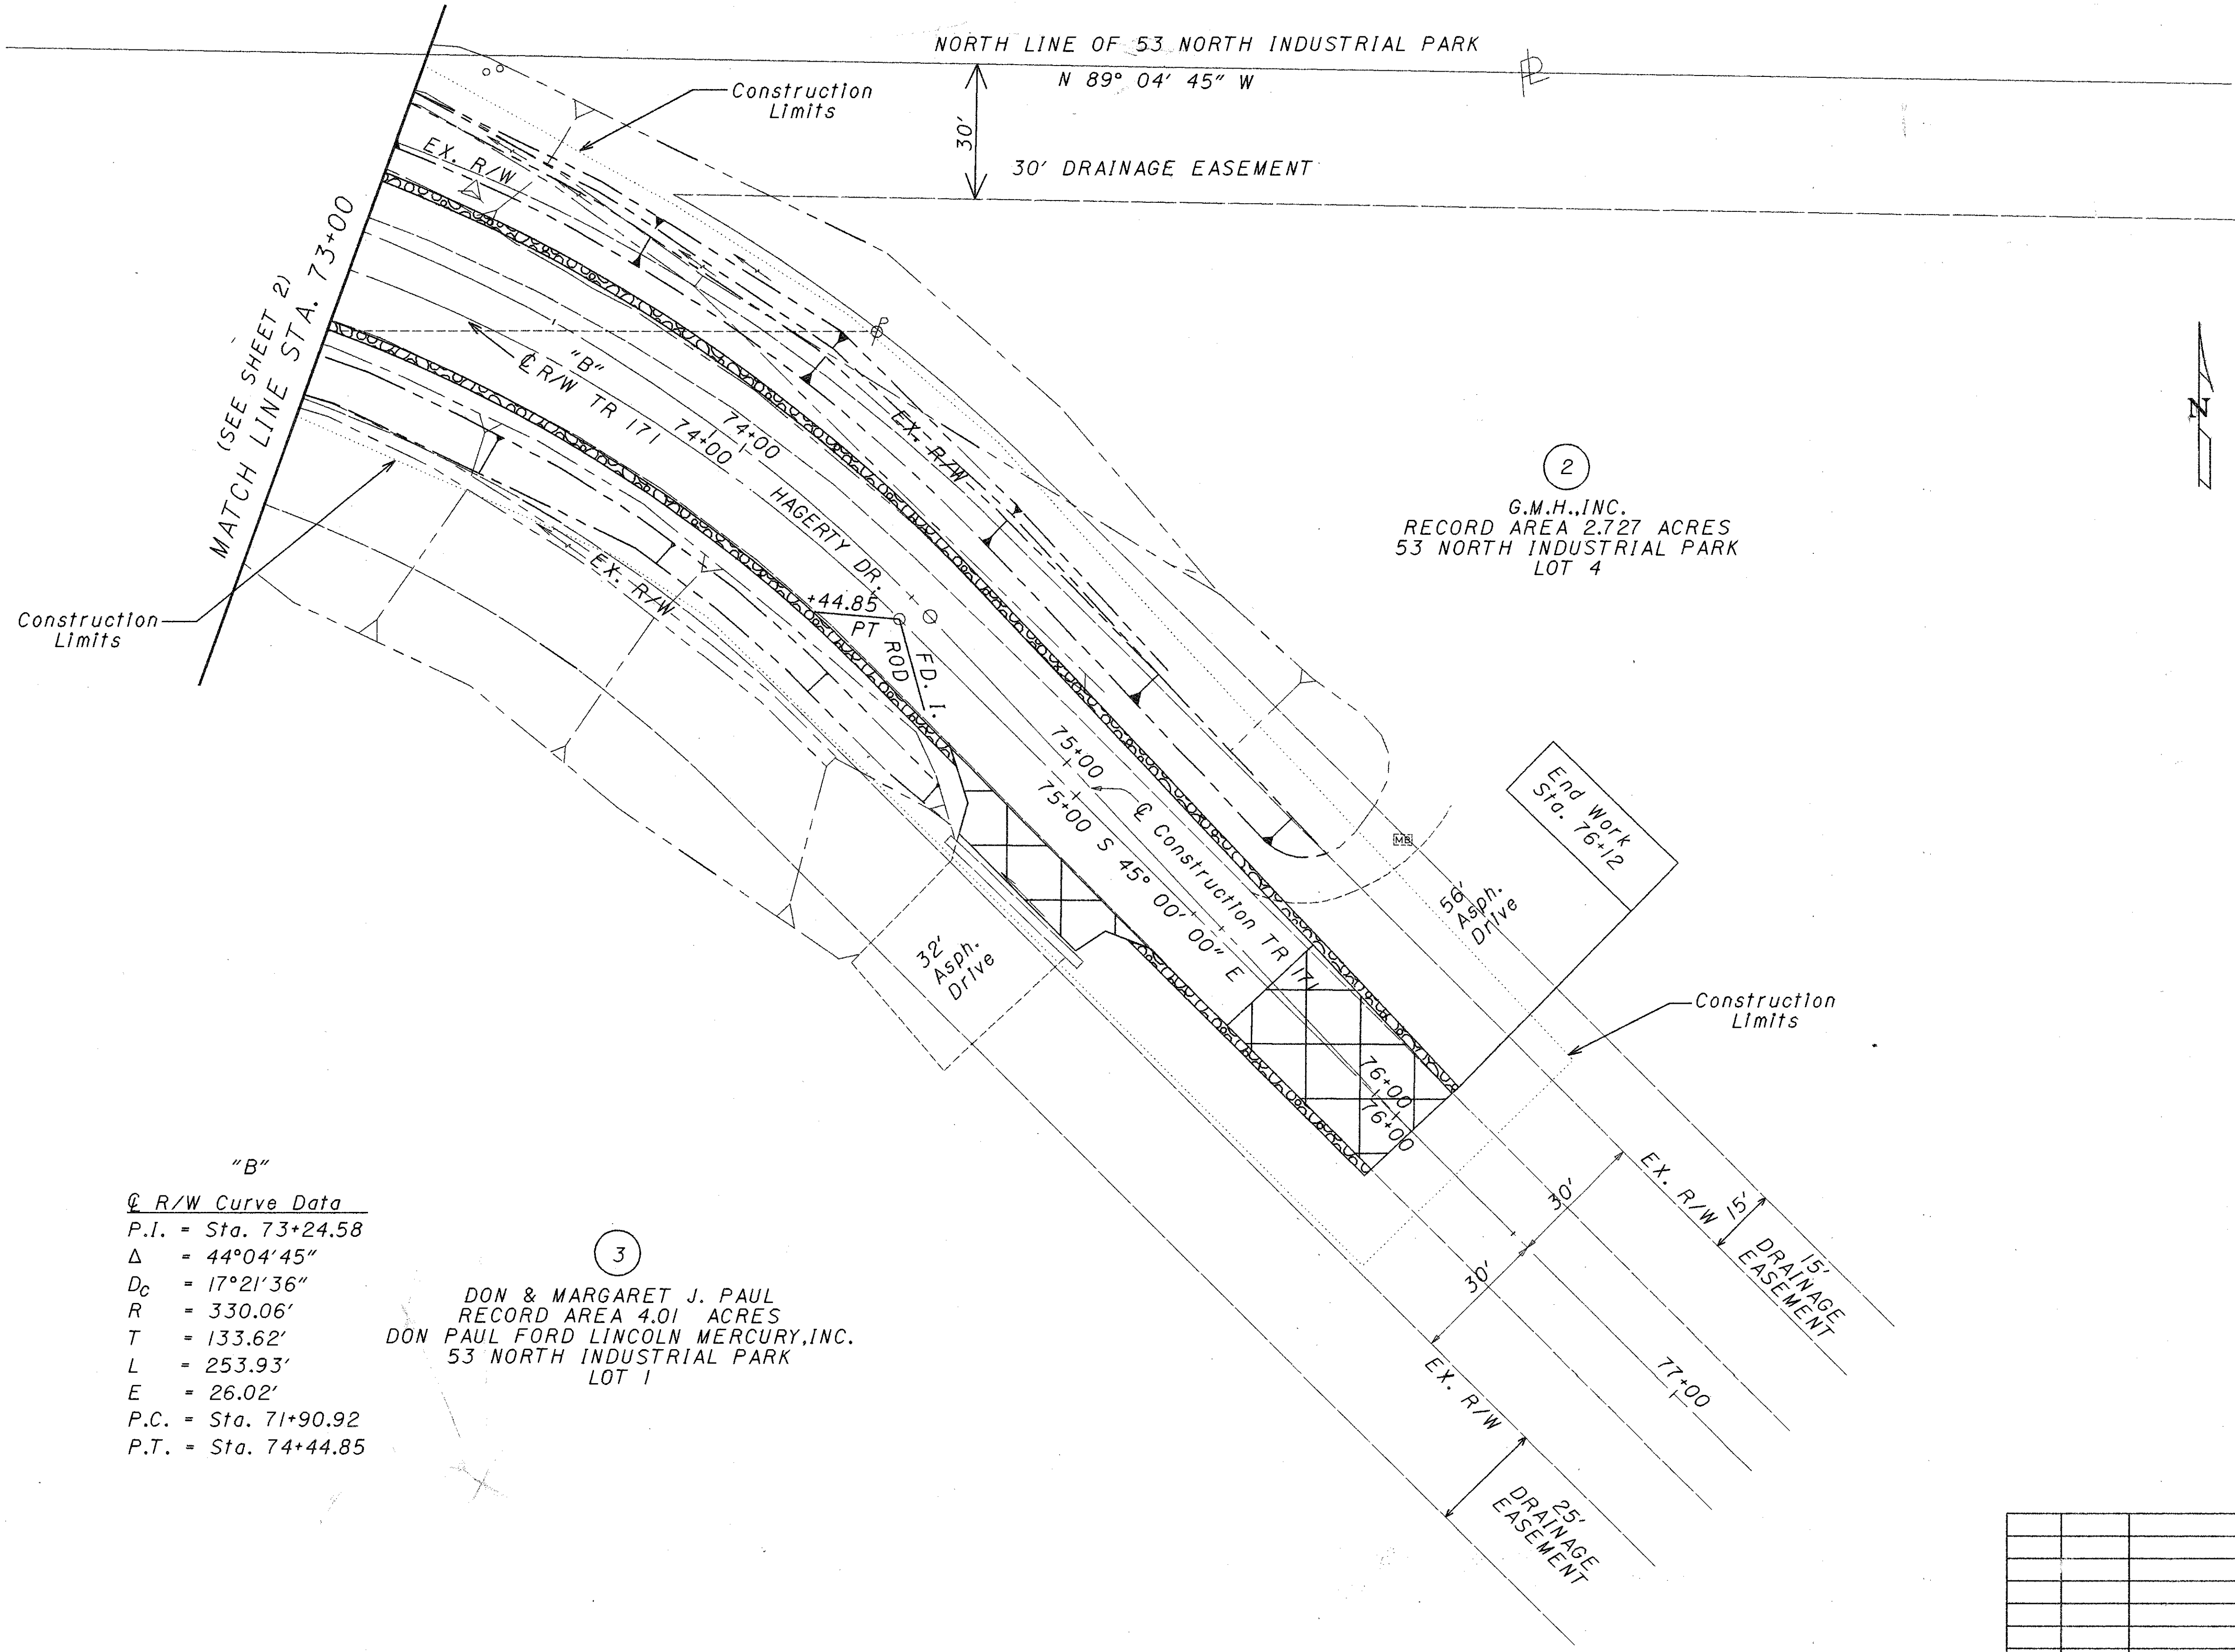 NORTH LINE OF 53 NORTH INDUSTRIAL PARK
N 89° 04' 45" W
30'
30' DRAINAGE EASEMENT
Construction
Limits
EX. R/W
(SEE SHEET 2)
MATCH LINE STA. 73+00
"B"
℄ R/W TR 171
74+00
74+00
EX. R/W
HAGERTY DR.
EX. R/W
+44.85
PT
FD. I.
ROD
Construction
Limits
2
G.M.H.,INC.
RECORD AREA 2.727 ACRES
53 NORTH INDUSTRIAL PARK
LOT 4
N
75+00
75+00
S 45° 00' 00" E
℄ Construction TR 171
MB
End Work
Sta. 76+12
56'
Asph.
Drive
32'
Asph.
Drive
Construction
Limits
76+00
76+00
30'
30'
EX. R/W
15'
15'
DRAINAGE
EASEMENT
77+00
EX. R/W
25'
DRAINAGE
EASEMENT
"B"
℄ R/W Curve Data
P.I. = Sta. 73+24.58
Δ = 44°04'45"
Dc = 17°21'36"
R = 330.06'
T = 133.62'
L = 253.93'
E = 26.02'
P.C. = Sta. 71+90.92
P.T. = Sta. 74+44.85
3
DON & MARGARET J. PAUL
RECORD AREA 4.01 ACRES
DON PAUL FORD LINCOLN MERCURY,INC.
53 NORTH INDUSTRIAL PARK
LOT 1